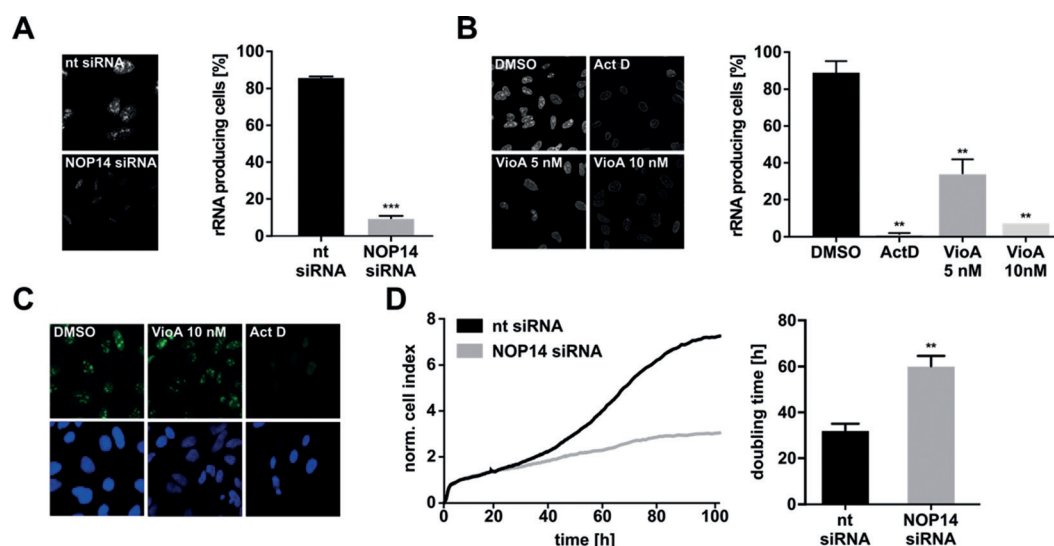 A
nt siRNA
NOP14 siRNA
rRNA producing cells [%]
100
80
60
40
20
0
***
nt
siRNA
NOP14
siRNA
B
DMSO
Act D
VioA 5 nM
VioA 10 nM
rRNA producing cells [%]
100
80
60
40
20
0
**
**
**
DMSO
ActD
VioA
5 nM
VioA
10nM
C
DMSO
VioA 10 nM
Act D
D
nt siRNA
NOP14 siRNA
norm. cell index
8
6
4
2
0
0
20
40
60
80
100
time [h]
doubling time [h]
80
60
40
20
0
**
nt
siRNA
NOP14
siRNA